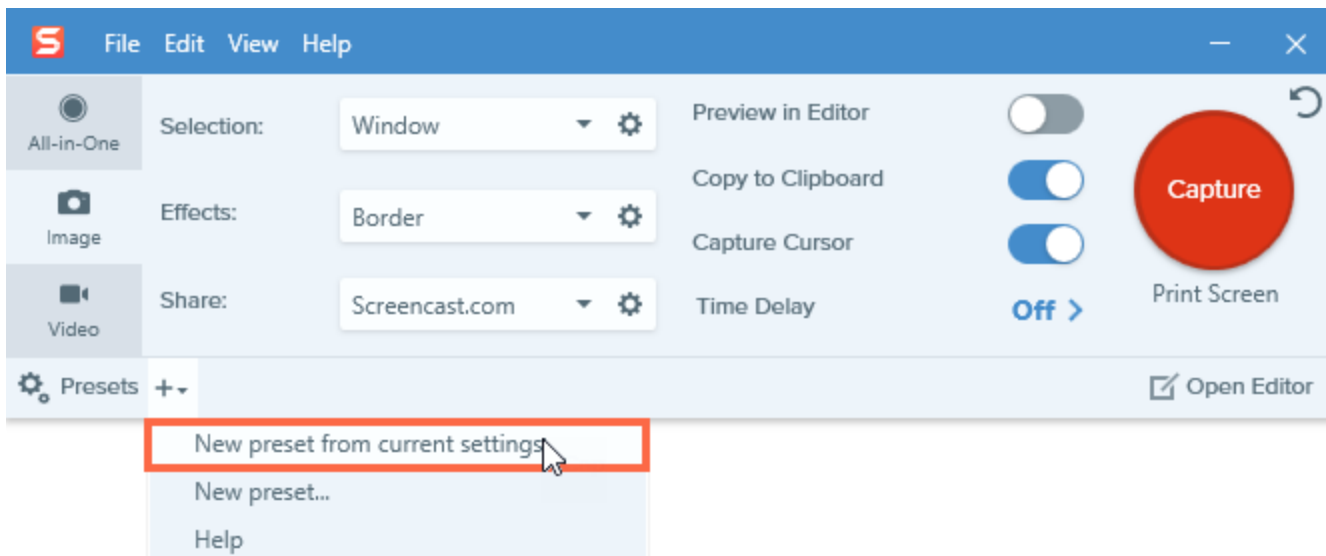 S File Edit View Help
All-in-One
Image
Video
Selection: Window
Effects: Border
Share: Screencast.com
Preview in Editor
Copy to Clipboard
Capture Cursor
Time Delay Off >
Capture
Print Screen
Presets +
Open Editor
New preset from current settings
New preset...
Help